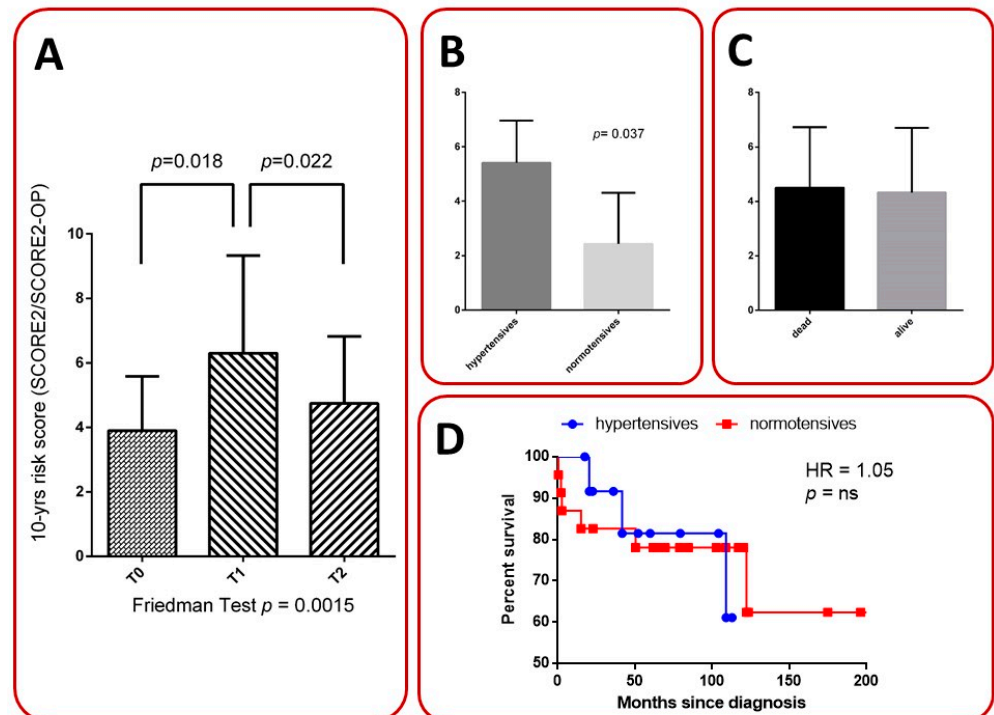 A
p=0.018
p=0.022
10-yrs risk score (SCORE2/SCORE2-OP)
10
8
6
4
2
0
T0
T1
T2
Friedman Test p = 0.0015
B
8
6
4
2
0
p= 0.037
hypertensives
normotensives
C
8
6
4
2
0
dead
alive
D
hypertensives
normotensives
HR = 1.05
p = ns
Percent survival
100
90
80
70
60
50
0
50
100
150
200
Months since diagnosis